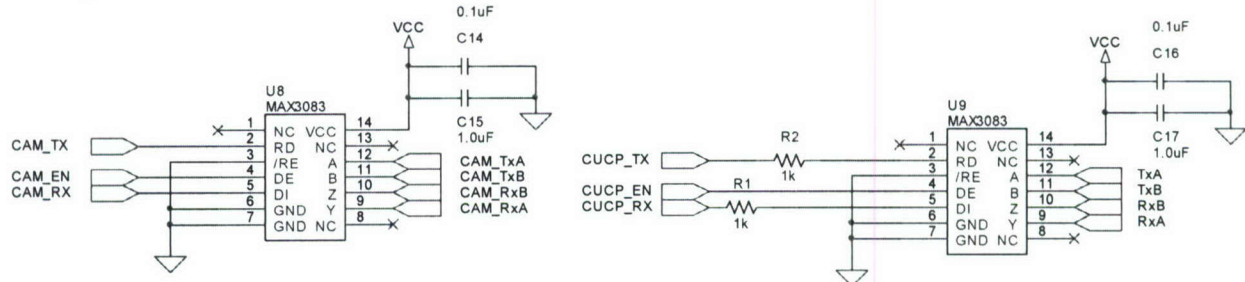 0.1uF
VCC
C14
C15
1.0uF
U8
MAX3083
1 NC VCC 14
2 RD NC 13
3 /RE A 12
4 DE B 11
5 DI Z 10
6 GND Y 9
7 GND NC 8
CAM_TX
CAM_EN
CAM_RX
CAM_TxA
CAM_TxB
CAM_RxB
CAM_RxA
0.1uF
VCC
C16
C17
1.0uF
U9
MAX3083
1 NC VCC 14
2 RD NC 13
3 /RE A 12
4 DE B 11
5 DI Z 10
6 GND Y 9
7 GND NC 8
CUCP_TX
CUCP_EN
CUCP_RX
R2
1k
R1
1k
TxA
TxB
RxB
RxA